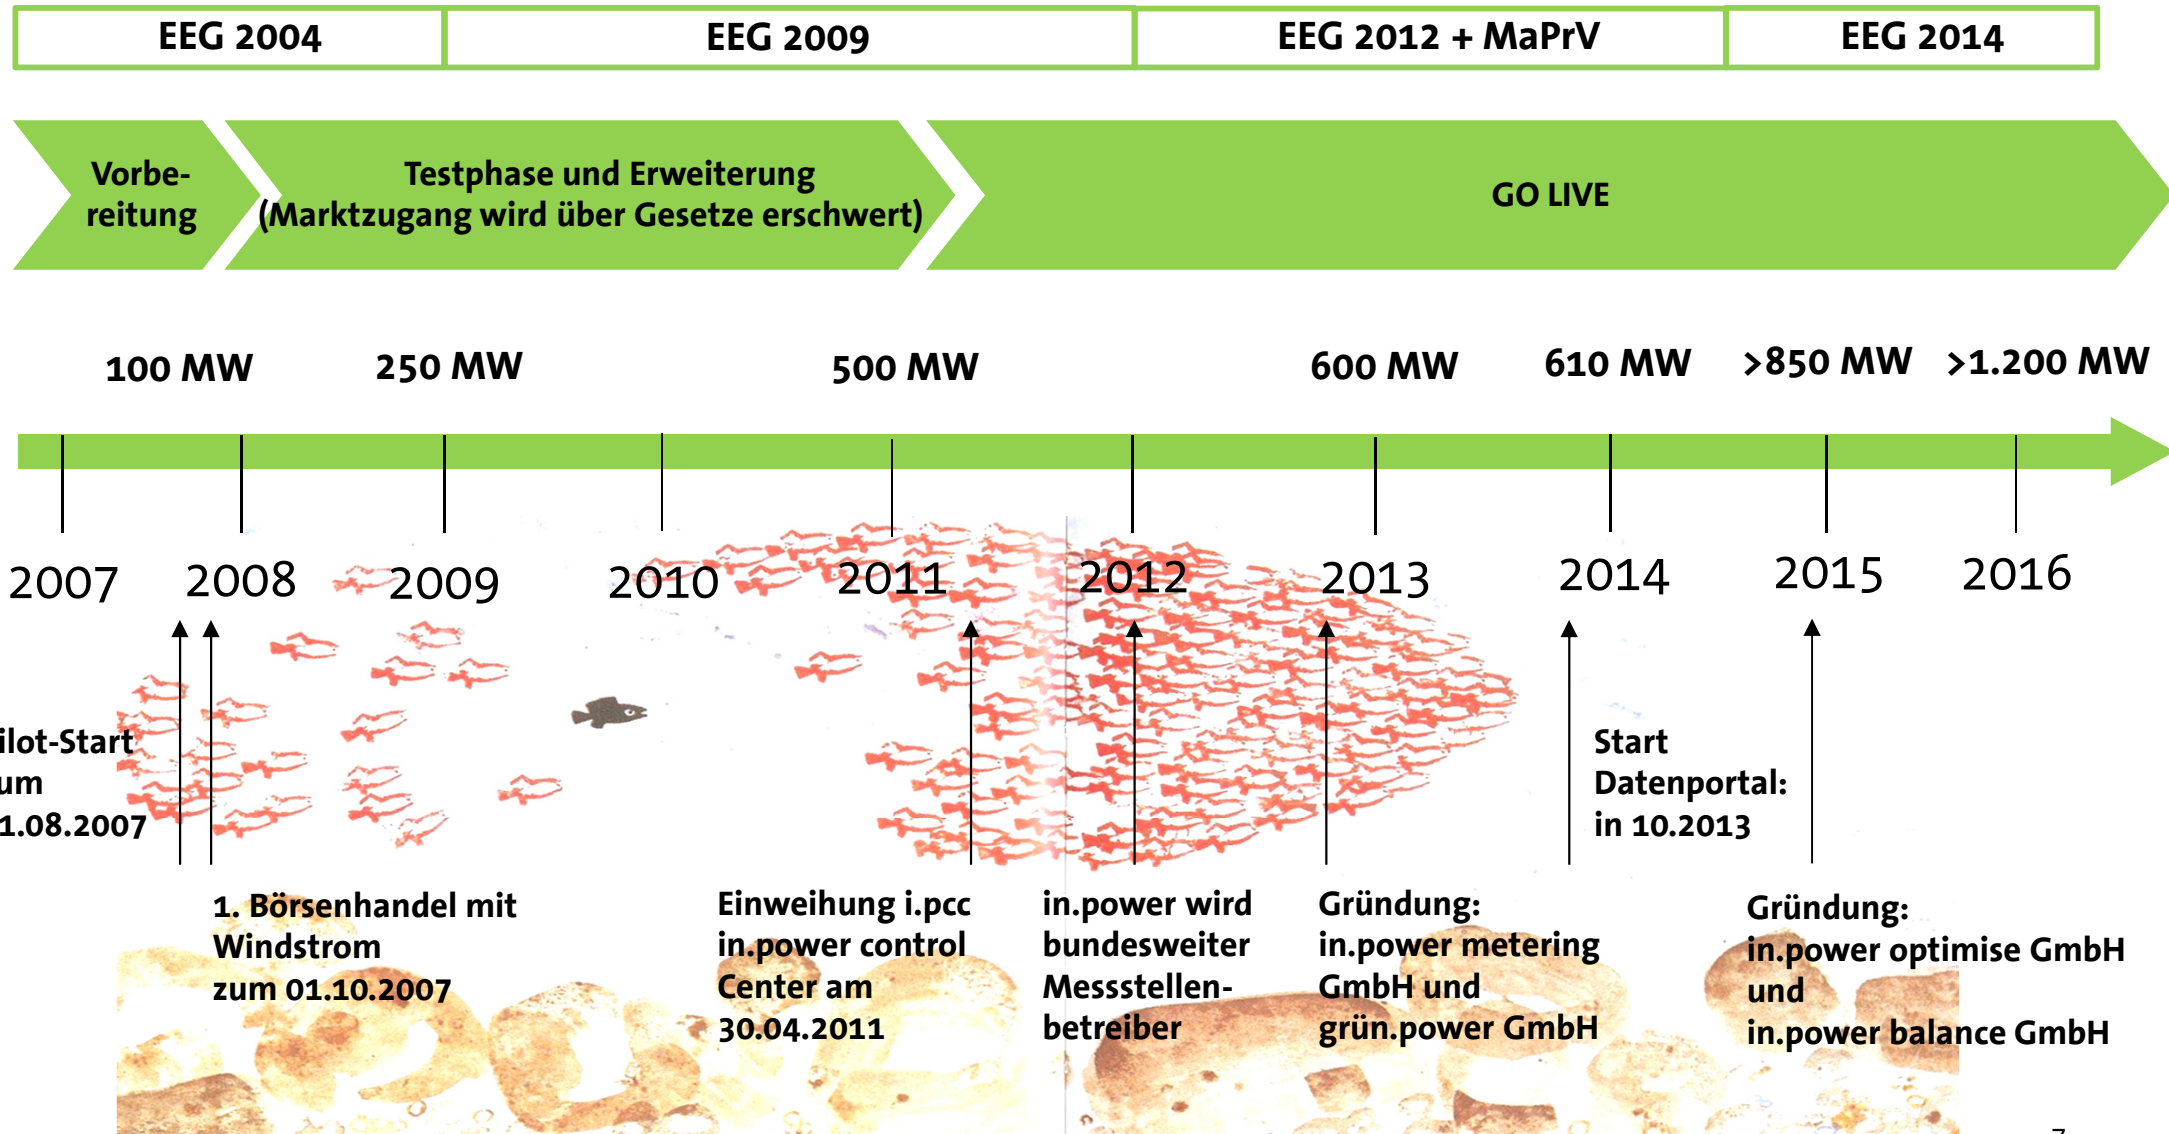 EEG 2004
EEG 2009
EEG 2012 + MaPrV
EEG 2014
Vorbe-
reitung
Testphase und Erweiterung
(Marktzugang wird über Gesetze erschwert)
GO LIVE
100 MW
250 MW
500 MW
600 MW
610 MW
>850 MW
>1.200 MW
2007
2008
2009
2010
2011
2012
2013
2014
2015
2016
ilot-Start
um
1.08.2007
1. Börsenhandel mit
Windstrom
zum 01.10.2007
Einweihung i.pcc
in.power control
Center am
30.04.2011
in.power wird
bundesweiter
Messstellen-
betreiber
Gründung:
in.power metering
GmbH und
grün.power GmbH
Start
Datenportal:
in 10.2013
Gründung:
in.power optimise GmbH
und
in.power balance GmbH